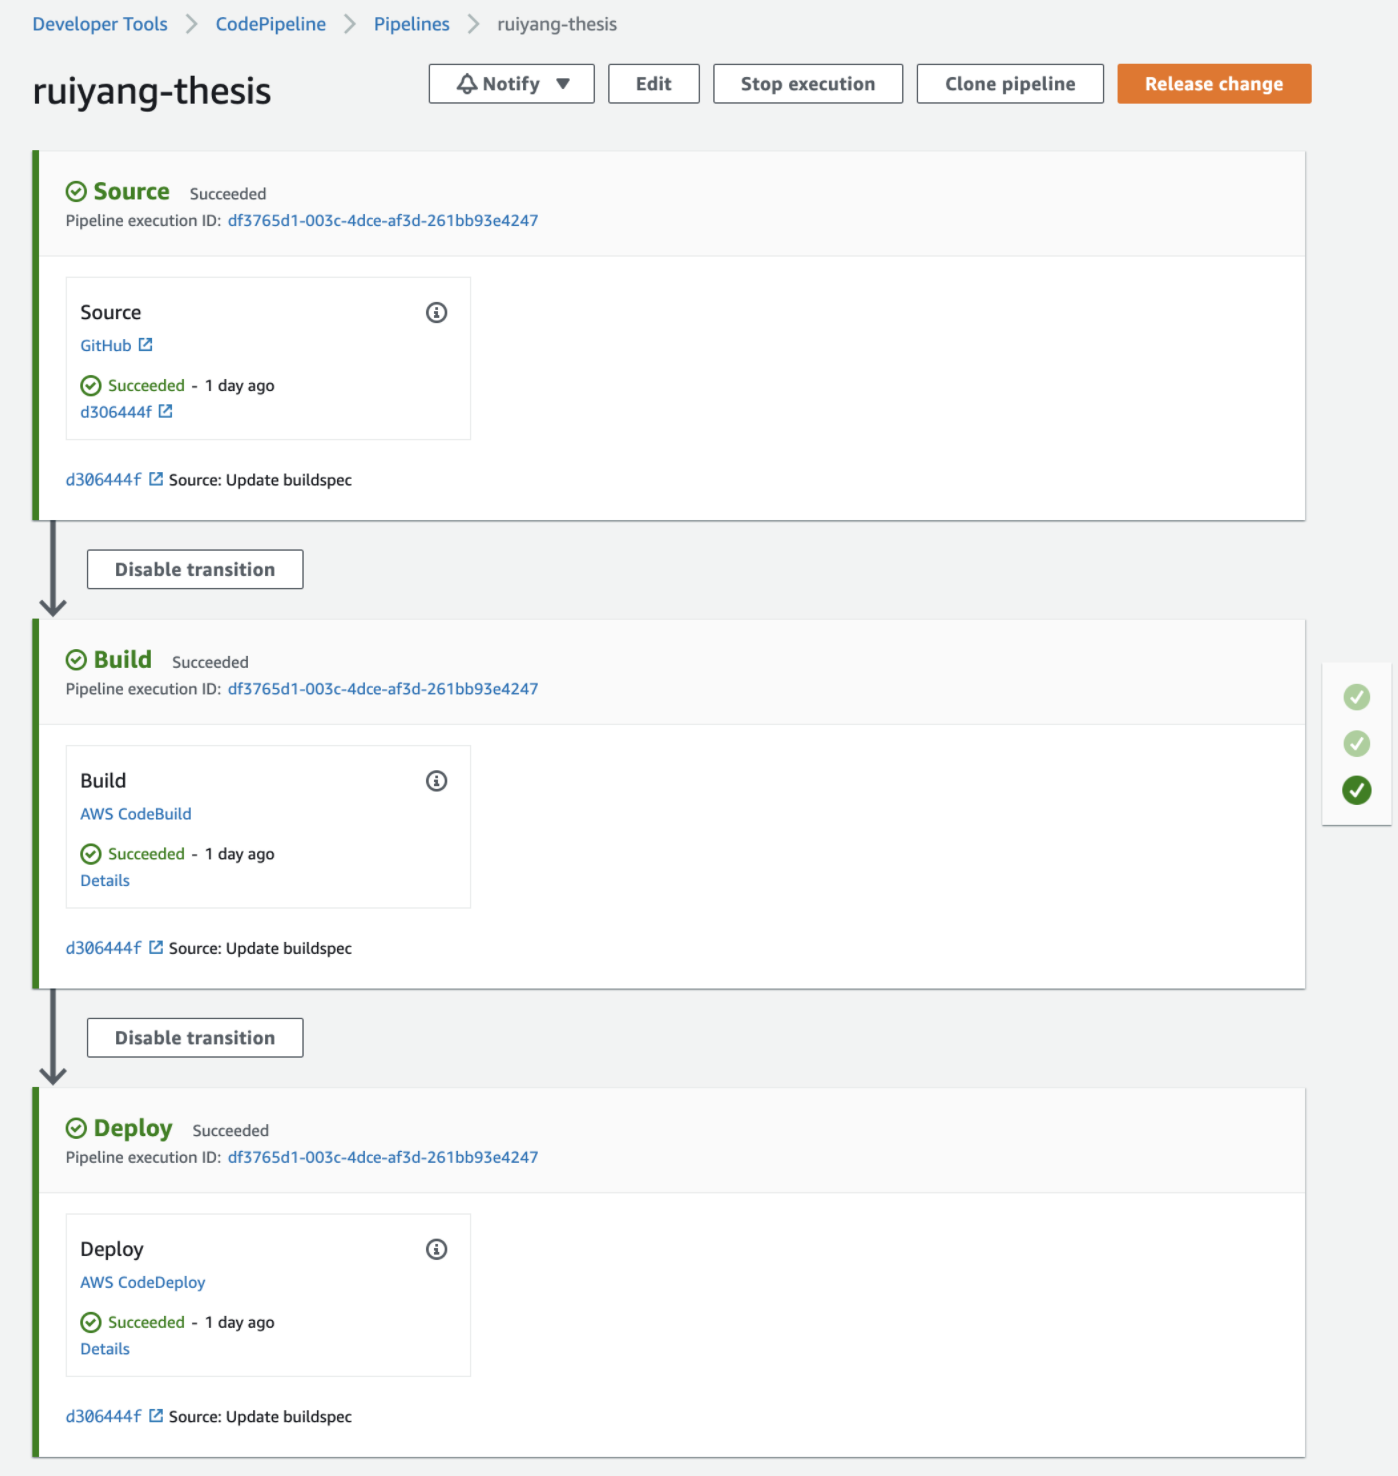 Developer Tools > CodePipeline > Pipelines > ruiyang-thesis
ruiyang-thesis
Notify ▼ Edit Stop execution Clone pipeline Release change
Source Succeeded
Pipeline execution ID: df3765d1-003c-4dce-af3d-261bb93e4247
Source
GitHub
Succeeded - 1 day ago
d306444f
d306444f Source: Update buildspec
Disable transition
Build Succeeded
Pipeline execution ID: df3765d1-003c-4dce-af3d-261bb93e4247
Build
AWS CodeBuild
Succeeded - 1 day ago
Details
d306444f Source: Update buildspec
Disable transition
Deploy Succeeded
Pipeline execution ID: df3765d1-003c-4dce-af3d-261bb93e4247
Deploy
AWS CodeDeploy
Succeeded - 1 day ago
Details
d306444f Source: Update buildspec